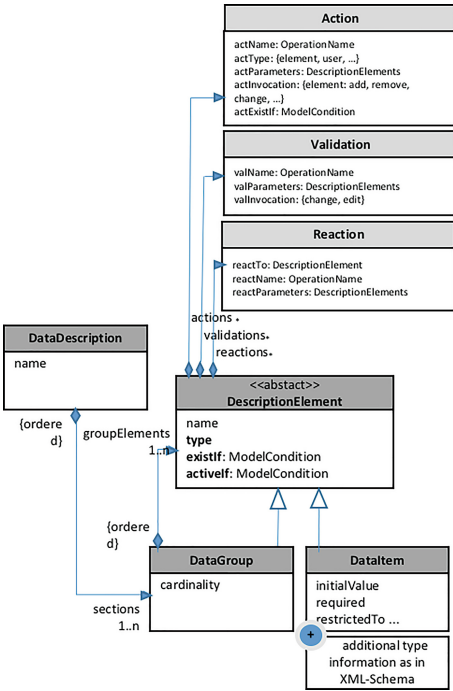 Action
actName: OperationName
actType: {element, user, ...}
actParameters: DescriptionElements
actInvocation: {element: add, remove,
change, ...}
actExistIf: ModelCondition
Validation
valName: OperationName
valParameters: DescriptionElements
valInvocation: {change, edit}
Reaction
reactTo: DescriptionElement
reactName: OperationName
reactParameters: DescriptionElements
actions *
validations*
reactions*
DataDescription
name
{ordere
d}
<<abstact>>
DescriptionElement
name
type
existIf: ModelCondition
activeIf: ModelCondition
groupElements
1..n
{ordere
d}
DataGroup
cardinality
sections
1..n
DataItem
initialValue
required
restrictedTo ...
+
additional type
information as in
XML-Schema